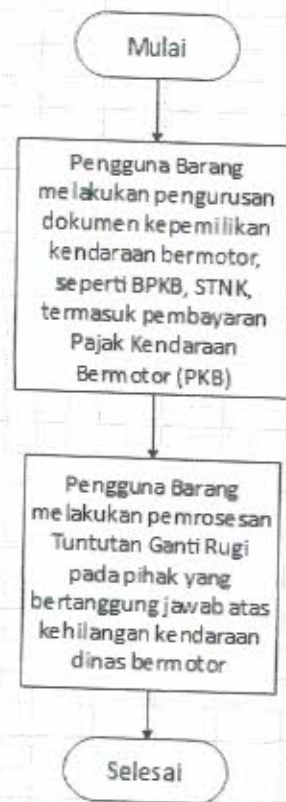 Mulai
Pengguna Barang
melakukan pengurusan
dokumen kepemilikan
kendaraan bermotor,
seperti BPKB, STNK,
termasuk pembayaran
Pajak Kendaraan
Bermotor (PKB)
Pengguna Barang
melakukan pemrosesan
Tuntutan Ganti Rugi
pada pihak yang
bertanggung jawab atas
kehilangan kendaraan
dinas bermotor
Selesai